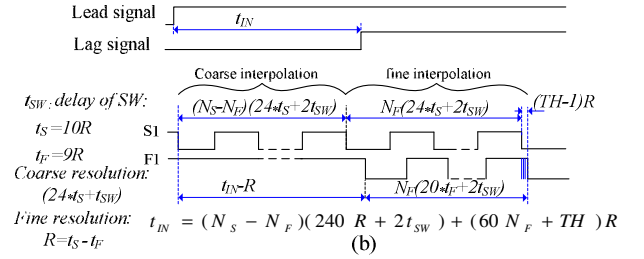 Lead signal
t_IN
Lag signal
Coarse interpolation
fine interpolation
t_SW: delay of SW:
(N_S-N_F)(24*t_S+2t_SW)
N_F(24*t_S+2t_SW)
(TH-1)R
t_S=10R
S1
t_F=9R
F1
Coarse resolution:
(24*t_S+t_SW)
t_IN-R
N_F(20*t_F+2t_SW)
Fine resolution:
R=t_S-t_F
t_IN = (N_S − N_F)(240 R + 2t_SW) + (60 N_F + TH)R
(b)